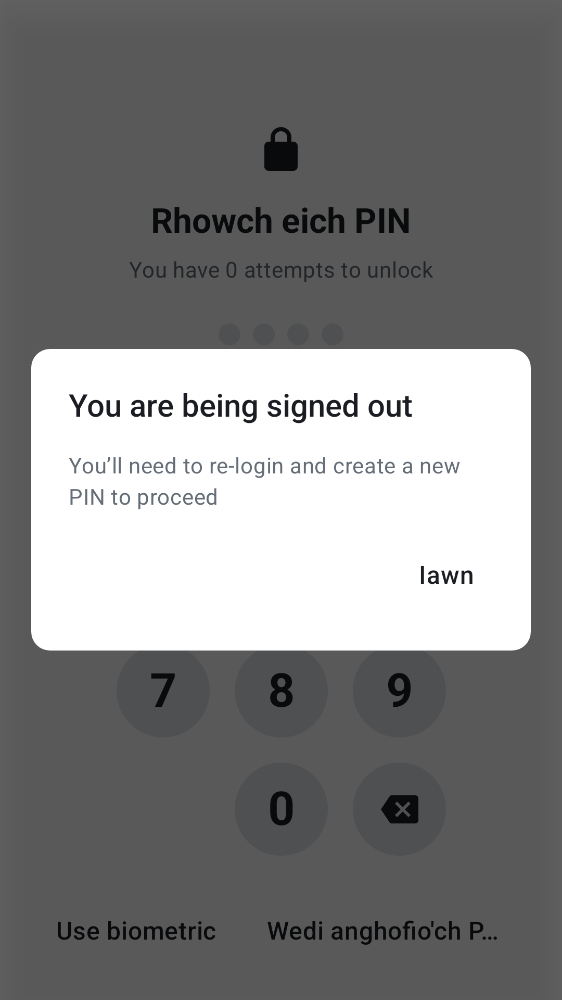 Rhowch eich PIN
You have 0 attempts to unlock
You are being signed out
You’ll need to re-login and create a new
PIN to proceed
Iawn
7 8 9
0
Use biometric Wedi anghofio'ch P...